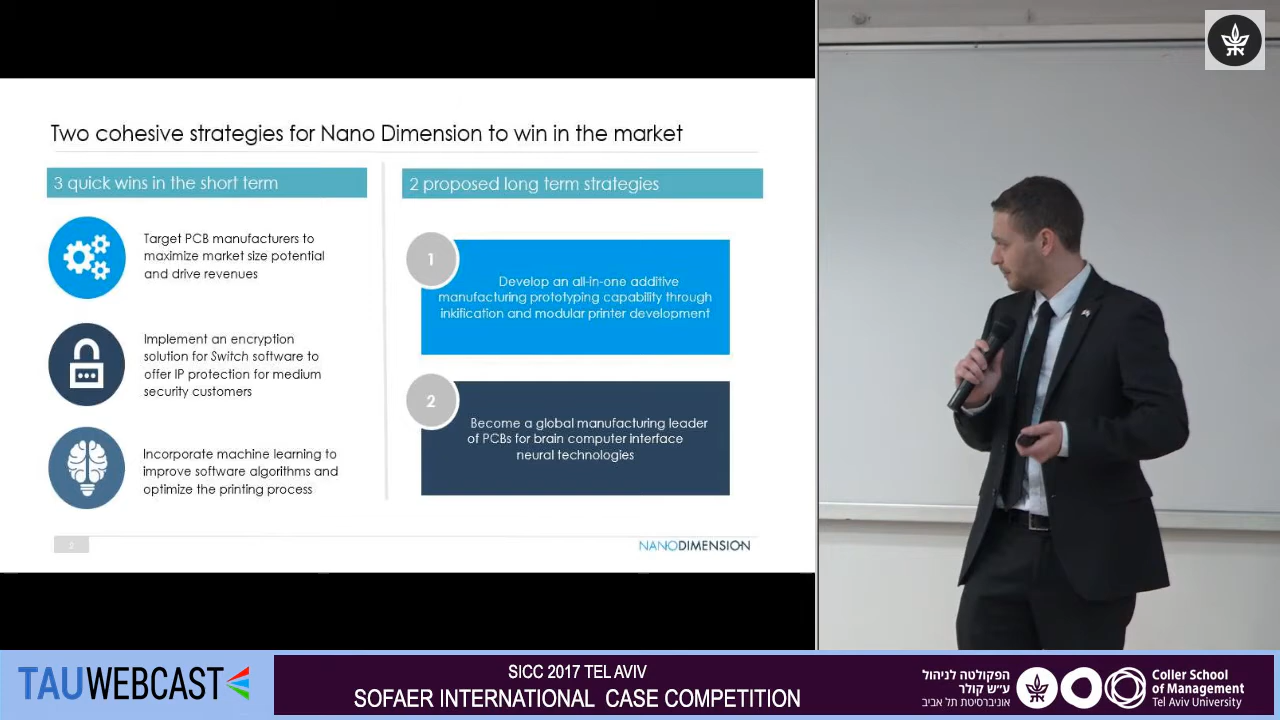 Two cohesive strategies for Nano Dimension to win in the market
3 quick wins in the short term
Target PCB manufacturers to
maximize market size potential
and drive revenues
Implement an encryption
solution for Switch software to
offer IP protection for medium
security customers
Incorporate machine learning to
improve software algorithms and
optimize the printing process
2 proposed long term strategies
1
Develop an all-in-one additive
manufacturing prototyping capability through
inkification and modular printer development
2
Become a global manufacturing leader
of PCBs for brain computer interface
neural technologies
NANODIMENSION
TAUWEBCAST
SICC 2017 TEL AVIV
SOFAER INTERNATIONAL CASE COMPETITION
הפקולטה לניהול
ע״ש קולר
אוניברסיטת תל אביב
Coller School
of Management
Tel Aviv University